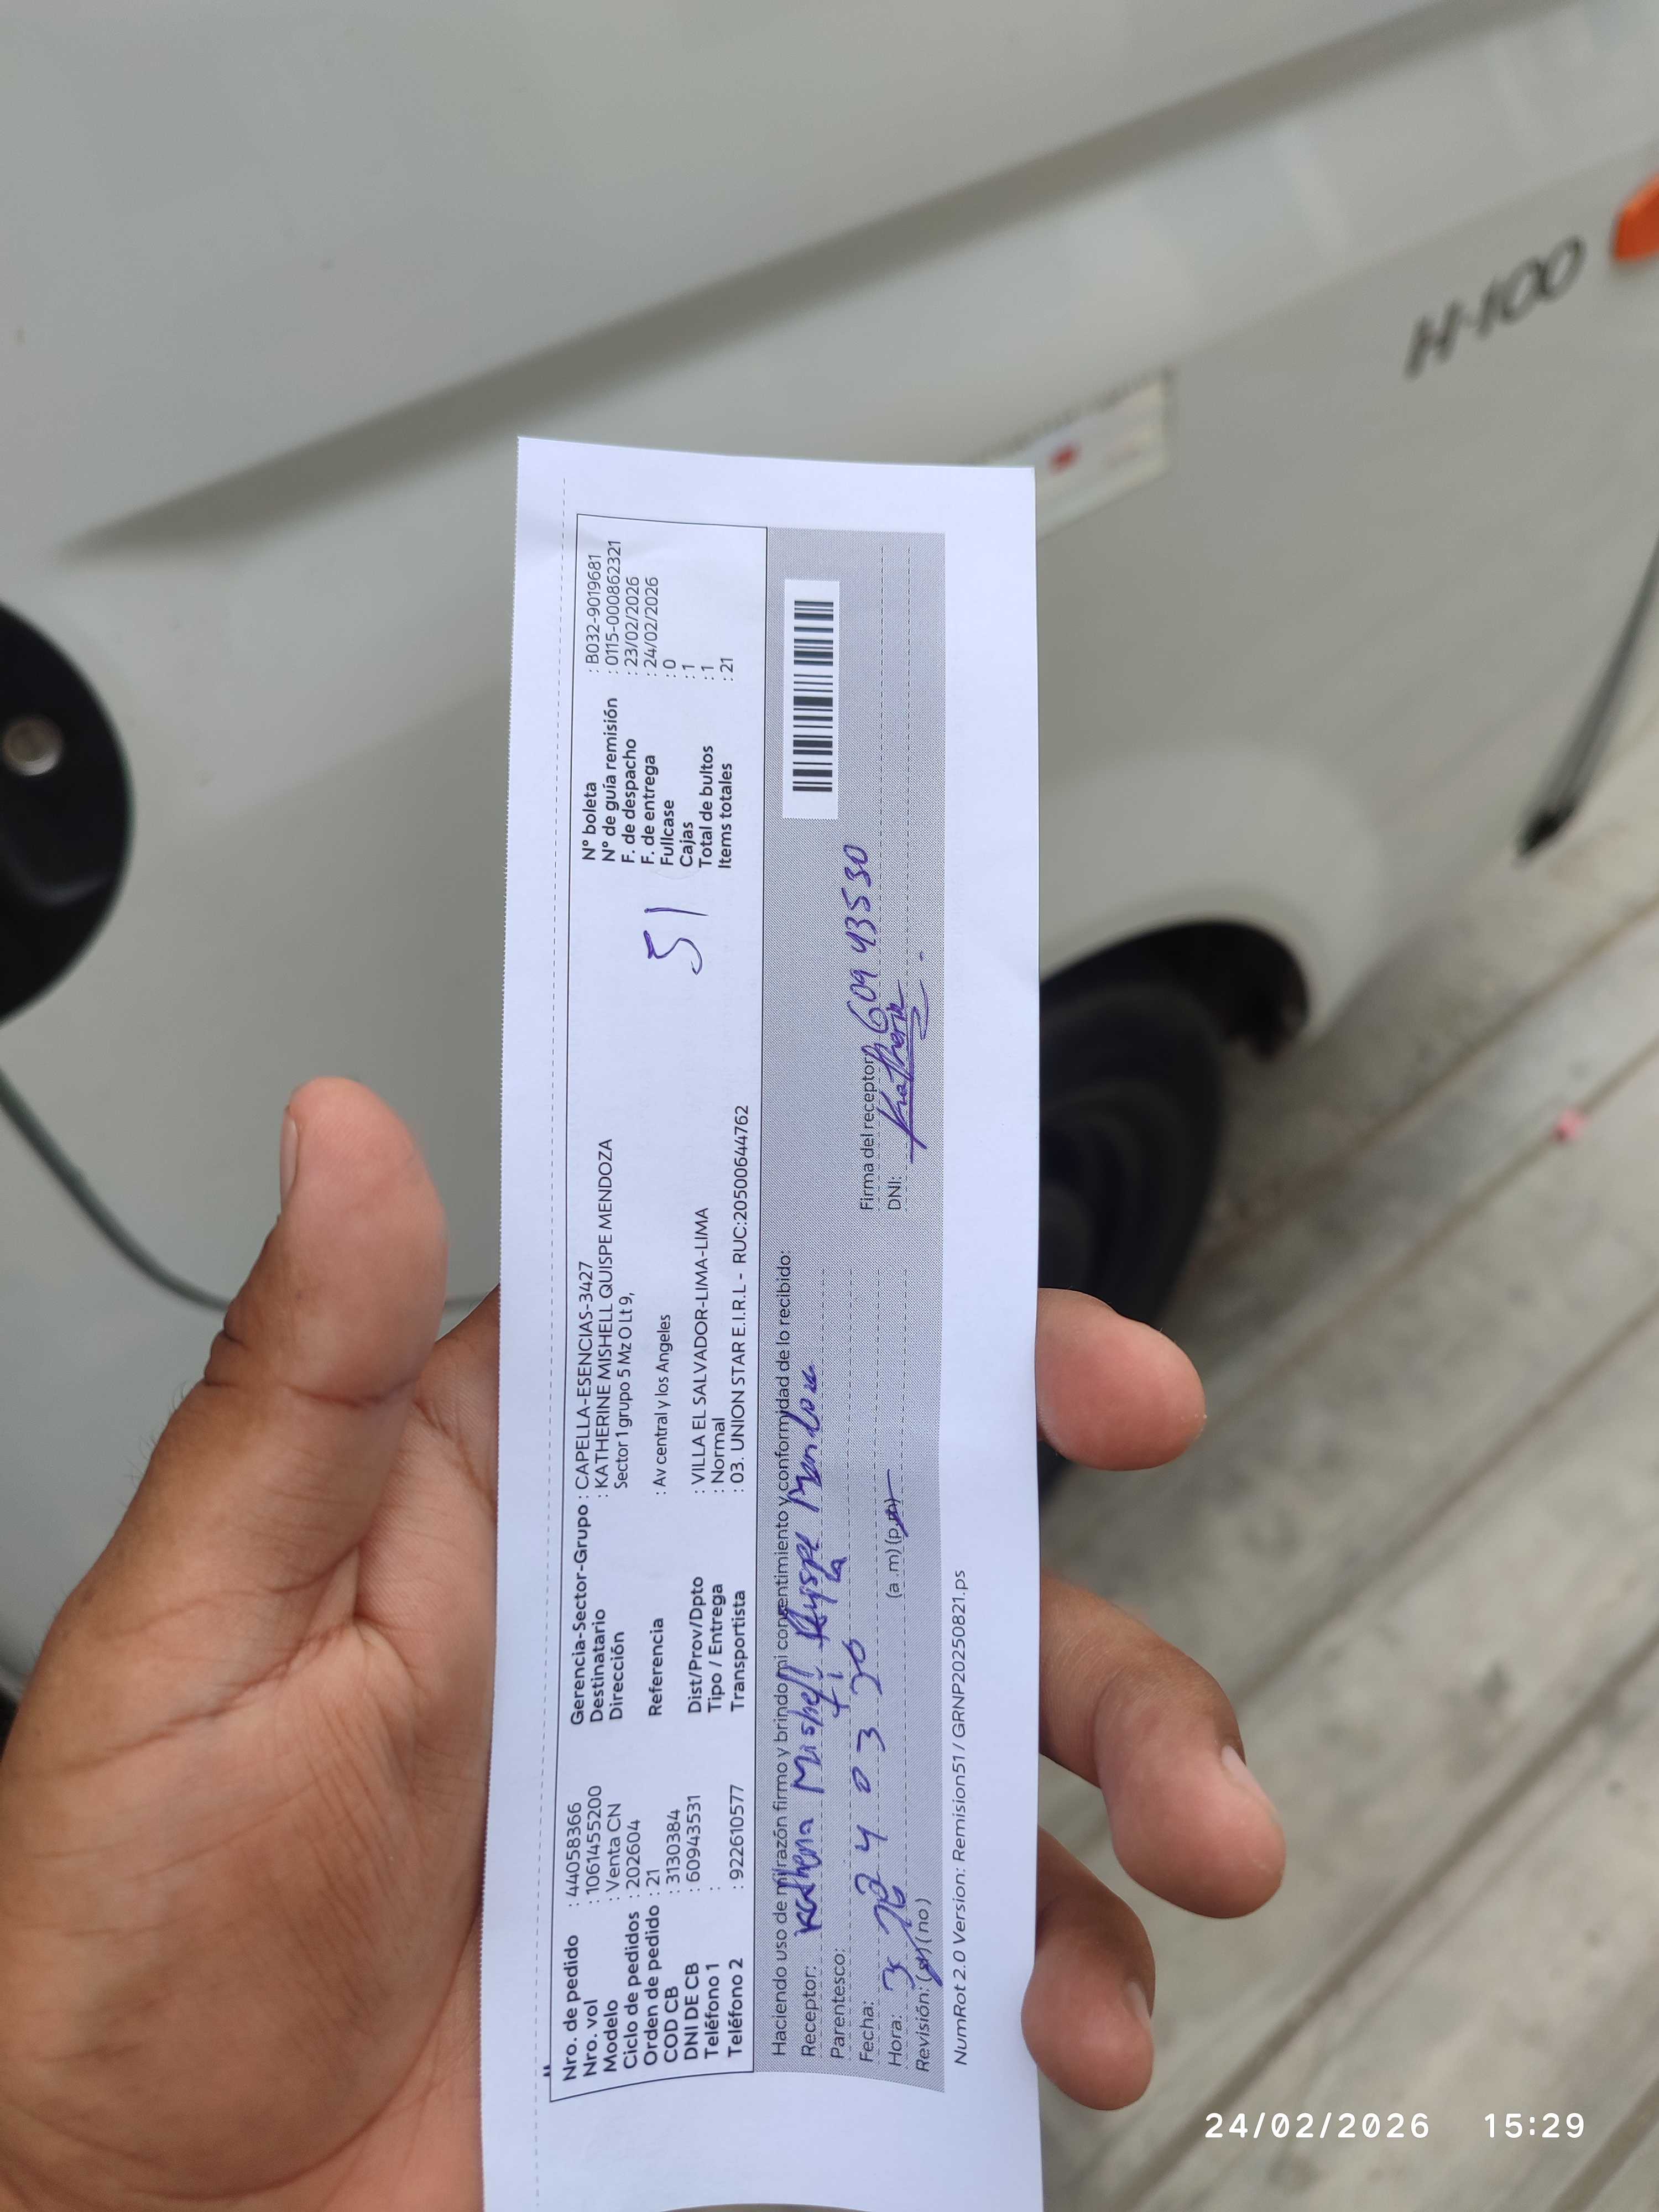 Nro. de pedido : 44058366
Nro. vol : 1061455200
Modelo : Venta CN
Ciclo de pedidos : 202604
Orden de pedido : 21
COD CB : 3130384
DNI DE CB : 60943531
Teléfono 1 :
Teléfono 2 : 922610577
Gerencia-Sector-Grupo : CAPELLA-ESENCIAS-3427
Destinatario : KATHERINE MISHELL QUISPE MENDOZA
Dirección Sector 1 grupo 5 Mz O Lt 9,
Referencia : Av central y los Angeles
Dist/Prov/Dpto : VILLA EL SALVADOR-LIMA-LIMA
Tipo / Entrega : Normal
Transportista : 03. UNION STAR E.I.R.L - RUC:20500644762
51
N° boleta : B032-9019681
N° de guía remisión : 0115-000862321
F. de despacho : 23/02/2026
F. de entrega : 24/02/2026
Fullcase : 0
Cajas : 1
Total de bultos : 1
Items totales : 21
Haciendo uso de mi razón firmo y brindo mi consentimiento y conformidad de lo recibido:
Receptor: Mishell Quispe Mendoza
Parentesco:
Fecha:
Hora: (a .m) (p.m)
Revisión: (si) (no)
Firma del receptor:
DNI: 60943530
NumRot 2.0 Version: Remision51 / GRNP20250821.ps
H-100
24/02/2026 15:29